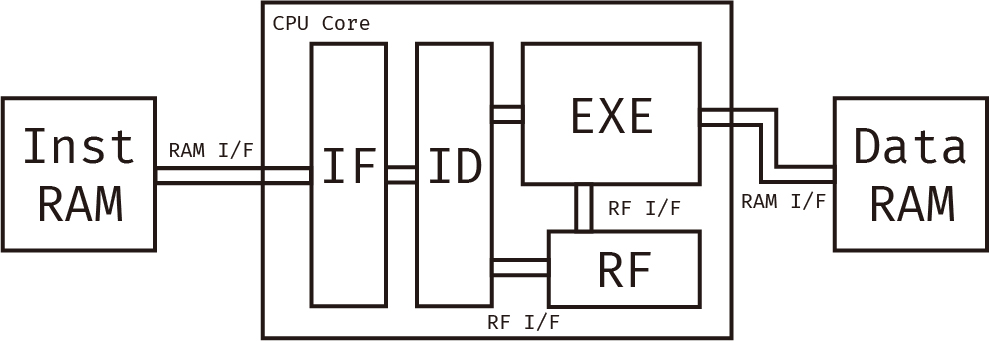 CPU Core
Inst
RAM
RAM I/F
IF
ID
EXE
RF I/F
RF
RF I/F
RAM I/F
Data
RAM